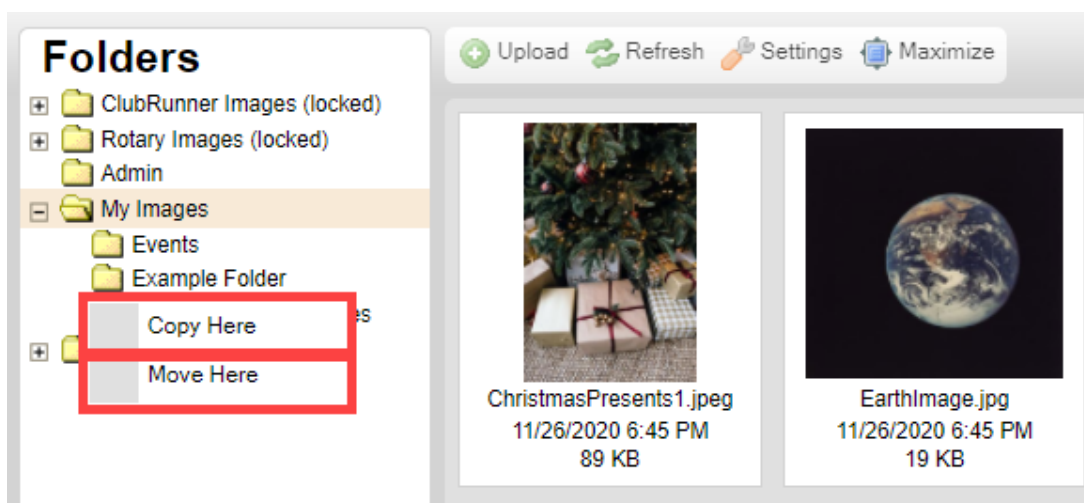 Folders
Upload Refresh Settings Maximize
ClubRunner Images (locked)
Rotary Images (locked)
Admin
My Images
Events
Example Folder
Copy Here
Move Here
ChristmasPresents1.jpeg
11/26/2020 6:45 PM
89 KB
EarthImage.jpg
11/26/2020 6:45 PM
19 KB